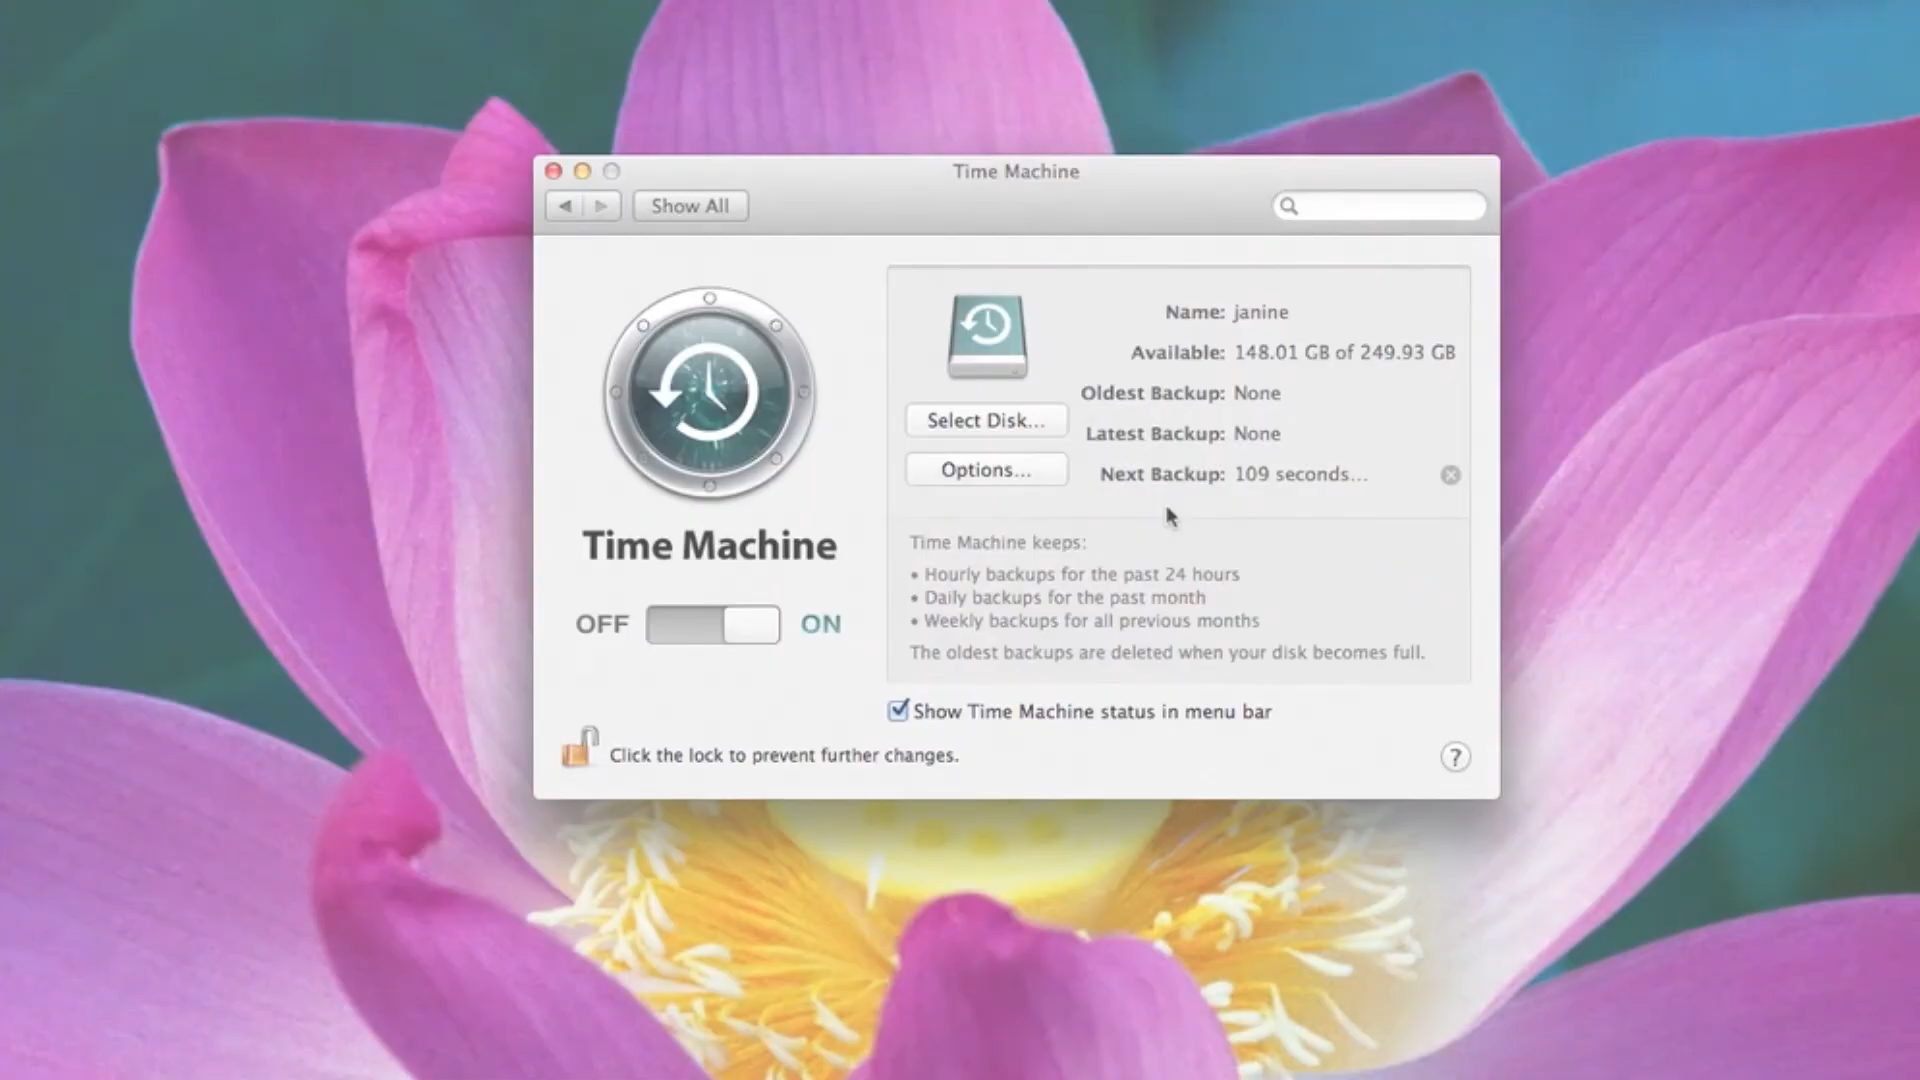 Time Machine
Show All
Name: janine
Available: 148.01 GB of 249.93 GB
Oldest Backup: None
Select Disk...
Latest Backup: None
Options...
Next Backup: 109 seconds...
Time Machine
Time Machine keeps:
• Hourly backups for the past 24 hours
• Daily backups for the past month
• Weekly backups for all previous months
The oldest backups are deleted when your disk becomes full.
OFF ON
Show Time Machine status in menu bar
Click the lock to prevent further changes.
?